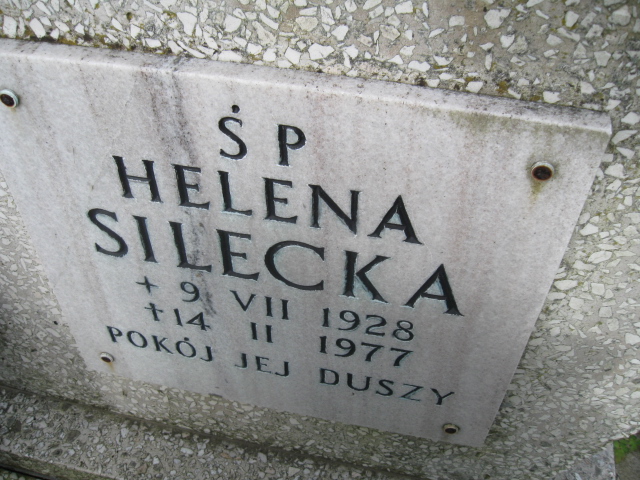 ŚP
HELENA
SILECKA
+ 9 VII 1928
+ 14 II 1977
POKÓJ JEJ DUSZY